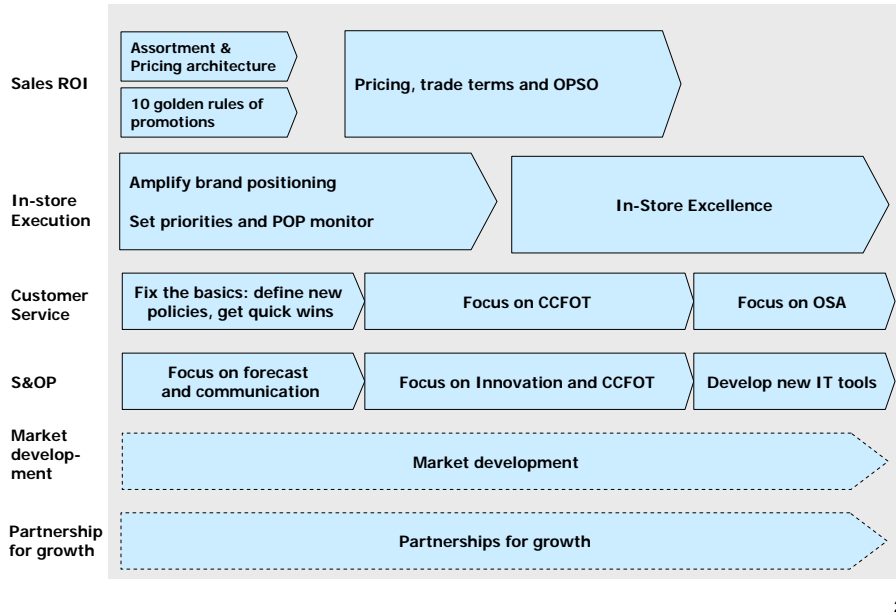 Sales ROI
Assortment &
Pricing architecture
10 golden rules of
promotions
Pricing, trade terms and OPSO
In-store
Execution
Amplify brand positioning
Set priorities and POP monitor
In-Store Excellence
Customer
Service
Fix the basics: define new
policies, get quick wins
Focus on CCFOT
Focus on OSA
S&OP
Focus on forecast
and communication
Focus on Innovation and CCFOT
Develop new IT tools
Market
develop-
ment
Market development
Partnership
for growth
Partnerships for growth